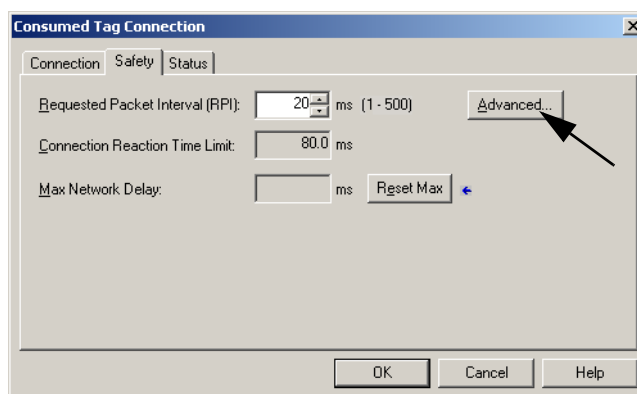 Consumed Tag Connection
Connection Safety Status
Requested Packet Interval (RPI): 20 ms (1 - 500) Advanced...
Connection Reaction Time Limit: 80.0 ms
Max Network Delay: ms Reset Max
OK Cancel Help